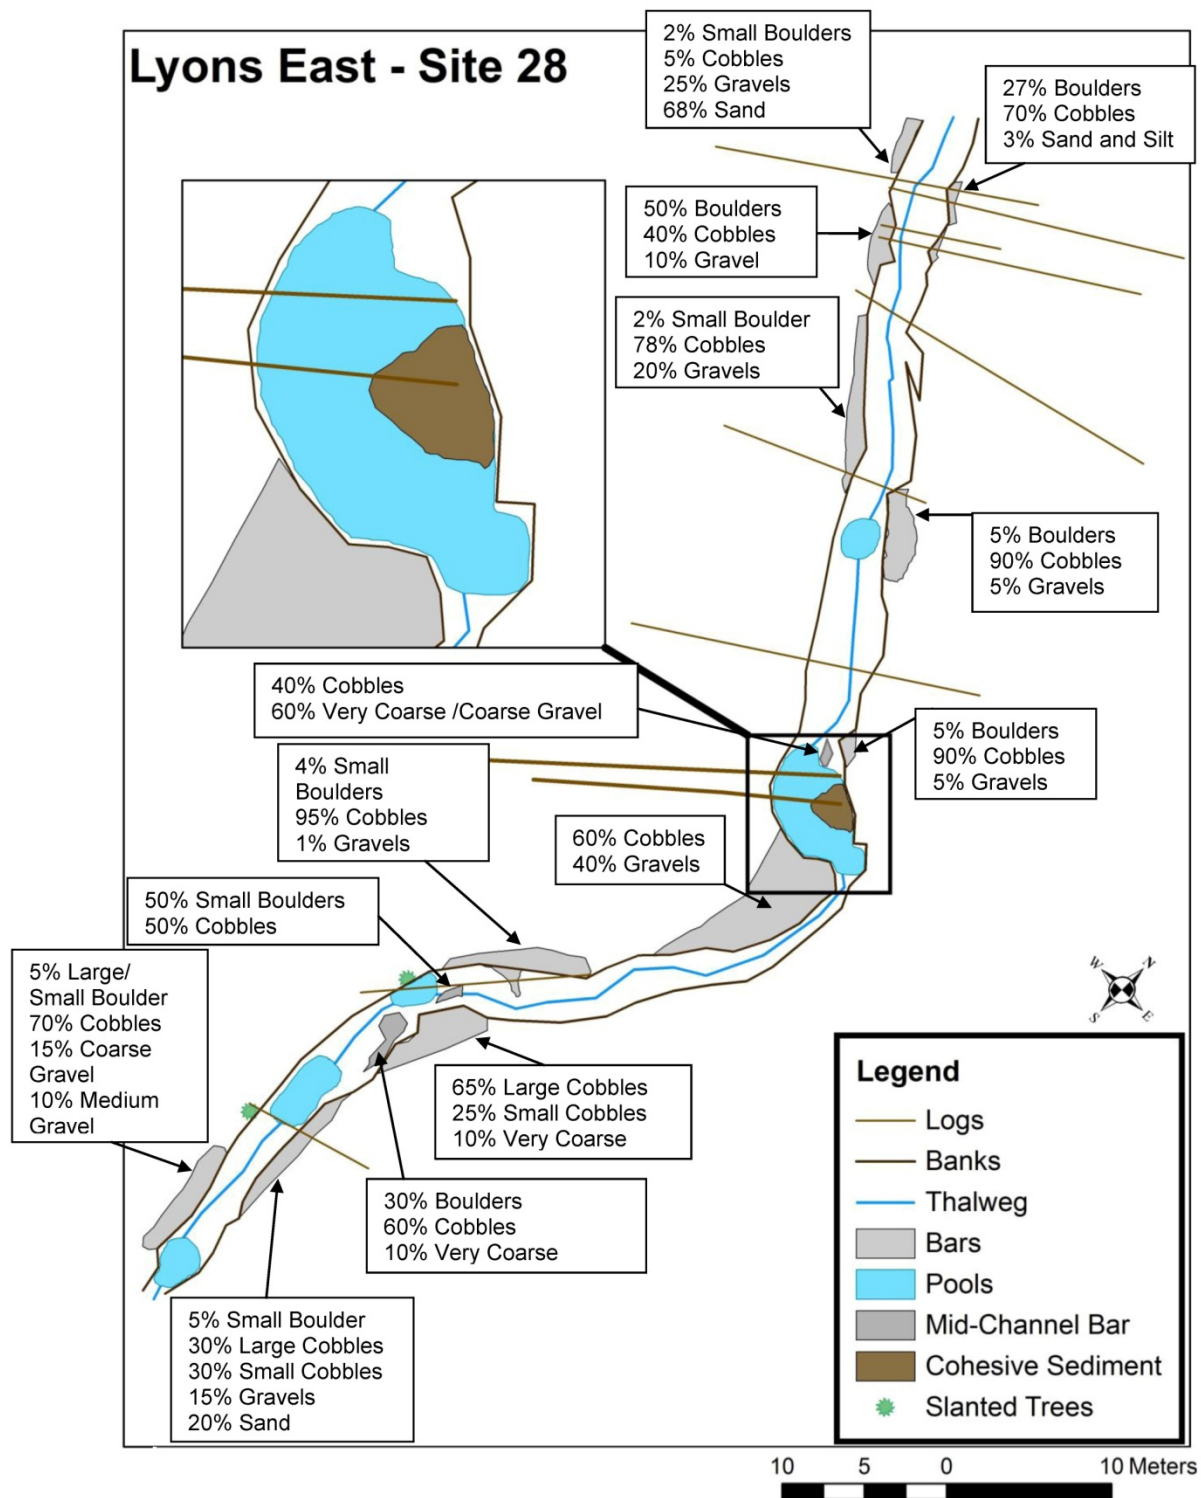 Lyons East - Site 28
2% Small Boulders
5% Cobbles
25% Gravels
68% Sand
27% Boulders
70% Cobbles
3% Sand and Silt
50% Boulders
40% Cobbles
10% Gravel
2% Small Boulder
78% Cobbles
20% Gravels
5% Boulders
90% Cobbles
5% Gravels
40% Cobbles
60% Very Coarse /Coarse Gravel
5% Boulders
90% Cobbles
5% Gravels
4% Small
Boulders
95% Cobbles
1% Gravels
60% Cobbles
40% Gravels
50% Small Boulders
50% Cobbles
5% Large/
Small Boulder
70% Cobbles
15% Coarse
Gravel
10% Medium
Gravel
65% Large Cobbles
25% Small Cobbles
10% Very Coarse
30% Boulders
60% Cobbles
10% Very Coarse
5% Small Boulder
30% Large Cobbles
30% Small Cobbles
15% Gravels
20% Sand
W N
S E
Legend
Logs
Banks
Thalweg
Bars
Pools
Mid-Channel Bar
Cohesive Sediment
Slanted Trees
10 5 0 10 Meters